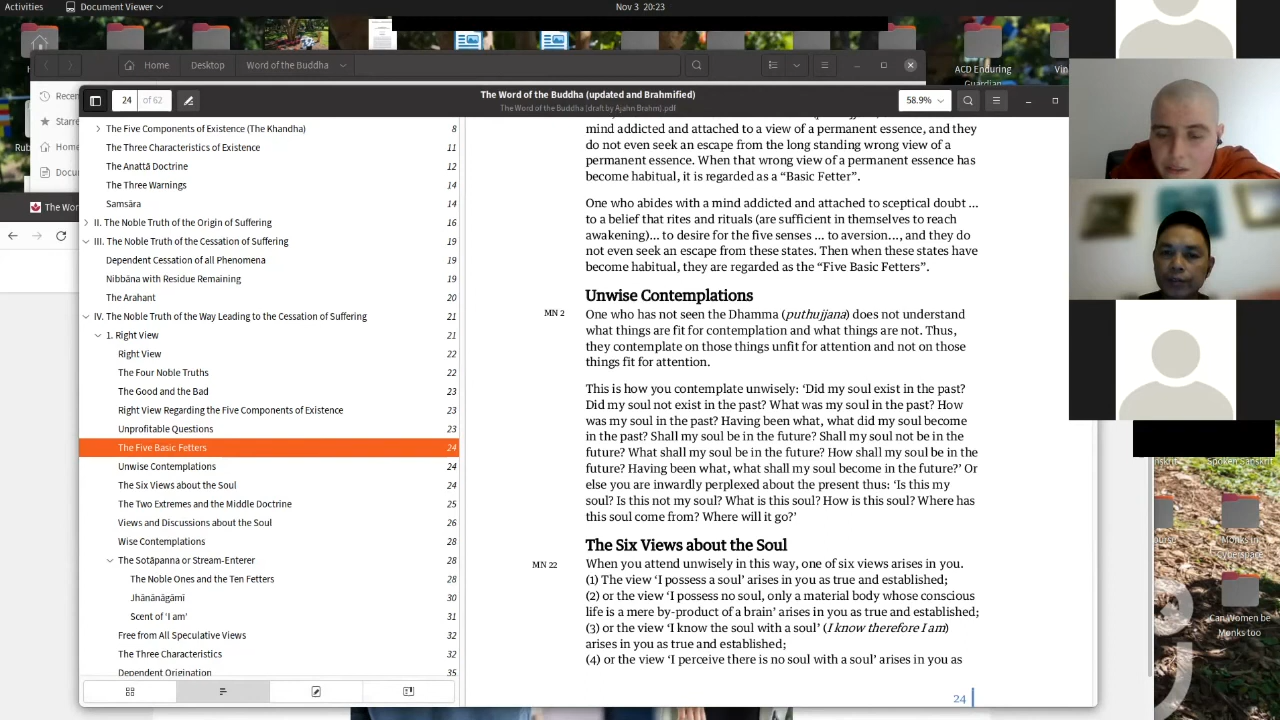 Activities
Document Viewer
Nov 3 20:23
Home
Desktop
Word of the Buddha
ACD Enduring
Guardian
Vin
Recen
Starre
Home
Docu
Rub
The Wor
24 of 62
The Word of the Buddha (updated and Brahmified)
The Word of the Buddha (draft by Ajahn Brahm).pdf
58.9%
The Five Components of Existence (The Khandha) 8
The Three Characteristics of Existence 11
The Anattā Doctrine 12
The Three Warnings 14
Saṃsāra 14
II. The Noble Truth of the Origin of Suffering 16
III. The Noble Truth of the Cessation of Suffering 19
Dependent Cessation of all Phenomena 19
Nibbāna with Residue Remaining 19
The Arahant 20
IV. The Noble Truth of the Way Leading to the Cessation of Suffering 21
1. Right View 21
Right View 22
The Four Noble Truths 22
The Good and the Bad 23
Right View Regarding the Five Components of Existence 23
Unprofitable Questions 23
The Five Basic Fetters 24
Unwise Contemplations 24
The Six Views about the Soul 24
The Two Extremes and the Middle Doctrine 25
Views and Discussions about the Soul 26
Wise Contemplations 28
The Sotāpanna or Stream-Enterer 28
The Noble Ones and the Ten Fetters 28
Jhānānāgāmi 30
Scent of ‘I am’ 31
Free from All Speculative Views 32
The Three Characteristics 32
Dependent Origination 35
mind addicted and attached to a view of a permanent essence, and they
do not even seek an escape from the long standing wrong view of a
permanent essence. When that wrong view of a permanent essence has
become habitual, it is regarded as a “Basic Fetter”.
One who abides with a mind addicted and attached to sceptical doubt …
to a belief that rites and rituals (are sufficient in themselves to reach
awakening)… to desire for the five senses … to aversion…, and they do
not even seek an escape from these states. Then when these states have
become habitual, they are regarded as the “Five Basic Fetters”.
Unwise Contemplations
MN 2
One who has not seen the Dhamma (puthujjana) does not understand
what things are fit for contemplation and what things are not. Thus,
they contemplate on those things unfit for attention and not on those
things fit for attention.
This is how you contemplate unwisely: ‘Did my soul exist in the past?
Did my soul not exist in the past? What was my soul in the past? How
was my soul in the past? Having been what, what did my soul become
in the past? Shall my soul be in the future? Shall my soul not be in the
future? What shall my soul be in the future? How shall my soul be in the
future? Having been what, what shall my soul become in the future?’ Or
else you are inwardly perplexed about the present thus: ‘Is this my
soul? Is this not my soul? What is this soul? How is this soul? Where has
this soul come from? Where will it go?’
The Six Views about the Soul
MN 22
When you attend unwisely in this way, one of six views arises in you.
(1) The view ‘I possess a soul’ arises in you as true and established;
(2) or the view ‘I possess no soul, only a material body whose conscious
life is a mere by-product of a brain’ arises in you as true and established;
(3) or the view ‘I know the soul with a soul’ (I know therefore I am)
arises in you as true and established;
(4) or the view ‘I perceive there is no soul with a soul’ arises in you as
24
Spoken Sanskrit
Monks in
Cyberspace
Can Women be
Monks too